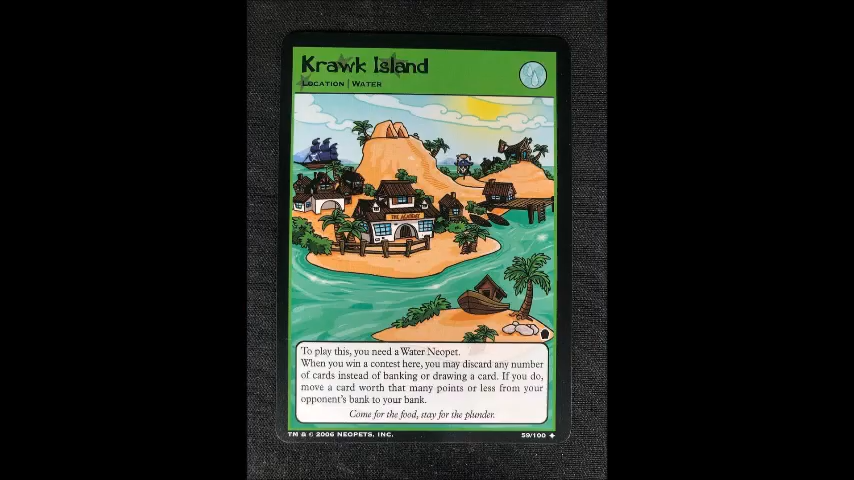 Krawk Island
LOCATION | WATER
THE ACADEMY
To play this, you need a Water Neopet.
When you win a contest here, you may discard any number
of cards instead of banking or drawing a card. If you do,
move a card worth that many points or less from your
opponent's bank to your bank.
Come for the food, stay for the plunder.
TM & © 2006 NEOPETS, INC.
59/100